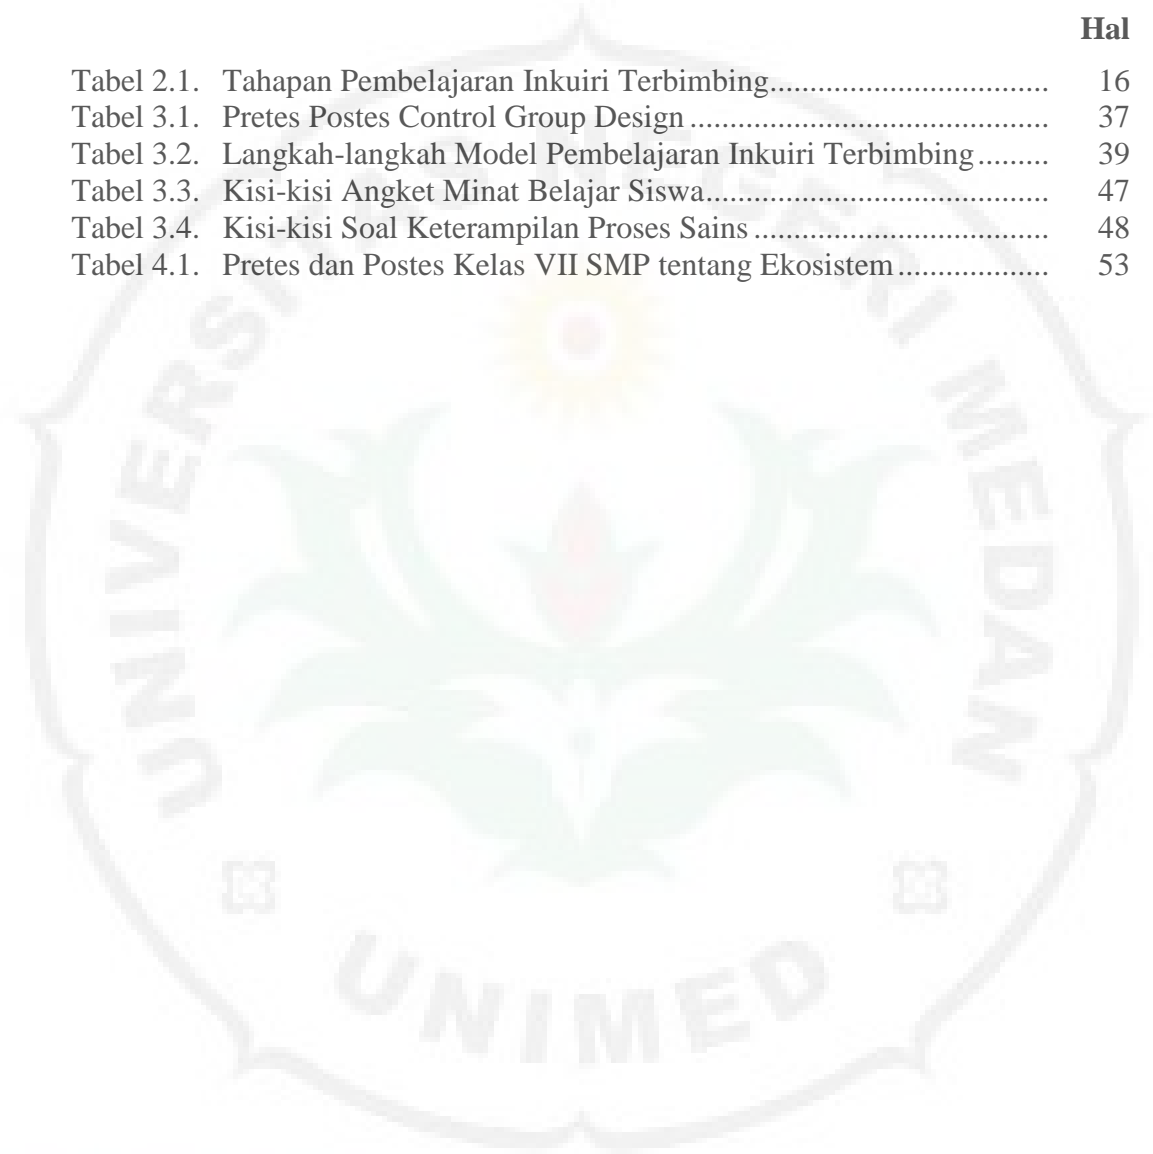 Hal
Tabel 2.1. Tahapan Pembelajaran Inkuiri Terbimbing................................. 16
Tabel 3.1. Pretes Postes Control Group Design.......................................... 37
Tabel 3.2. Langkah-langkah Model Pembelajaran Inkuiri Terbimbing......... 39
Tabel 3.3. Kisi-kisi Angket Minat Belajar Siswa........................................ 47
Tabel 3.4. Kisi-kisi Soal Keterampilan Proses Sains................................... 48
Tabel 4.1. Pretes dan Postes Kelas VII SMP tentang Ekosistem.................. 53
UNIVERSITAS NEGERI MEDAN
UNIMED